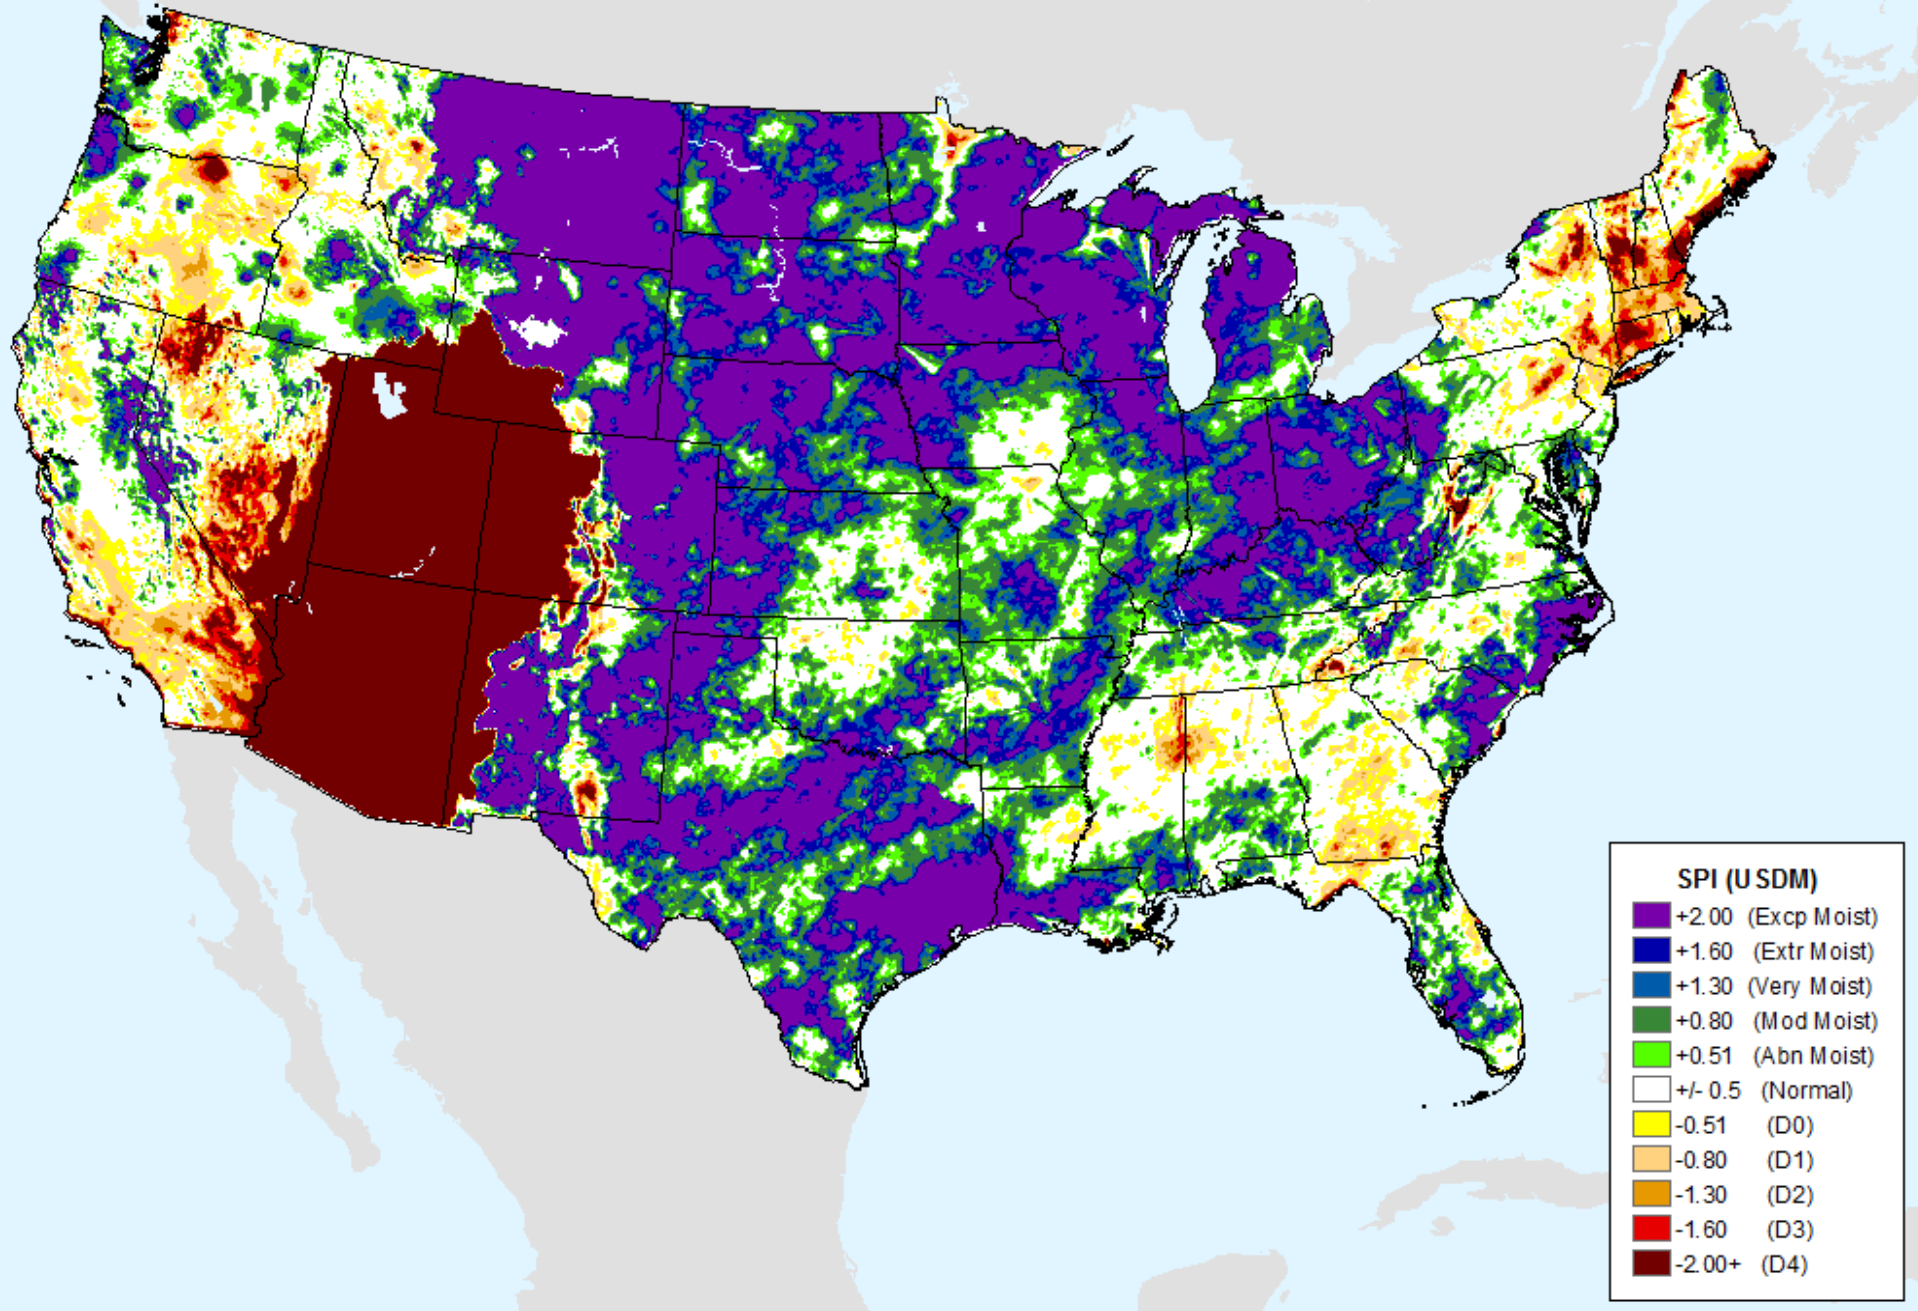 SPI (USDM)
+2.00 (Excp Moist)
+1.60 (Extr Moist)
+1.30 (Very Moist)
+0.80 (Mod Moist)
+0.51 (Abn Moist)
+/- 0.5 (Normal)
-0.51 (D0)
-0.80 (D1)
-1.30 (D2)
-1.60 (D3)
-2.00+ (D4)